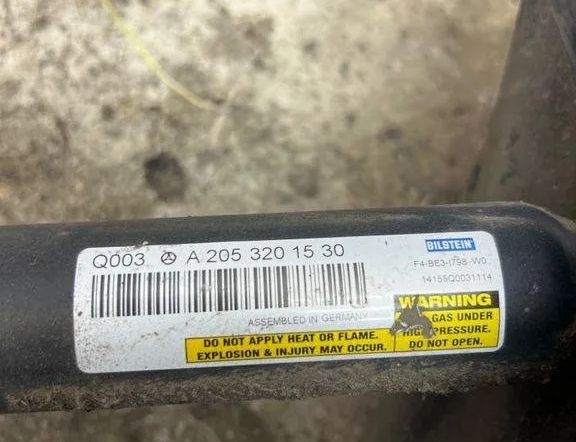 Q003 A 205 320 15 30
BILSTEIN
F4-BE3-I798-W0
14155Q0031114
ASSEMBLED IN GERMANY
WARNING
GAS UNDER
HIGH PRESSURE.
DO NOT OPEN.
DO NOT APPLY HEAT OR FLAME.
EXPLOSION & INJURY MAY OCCUR.